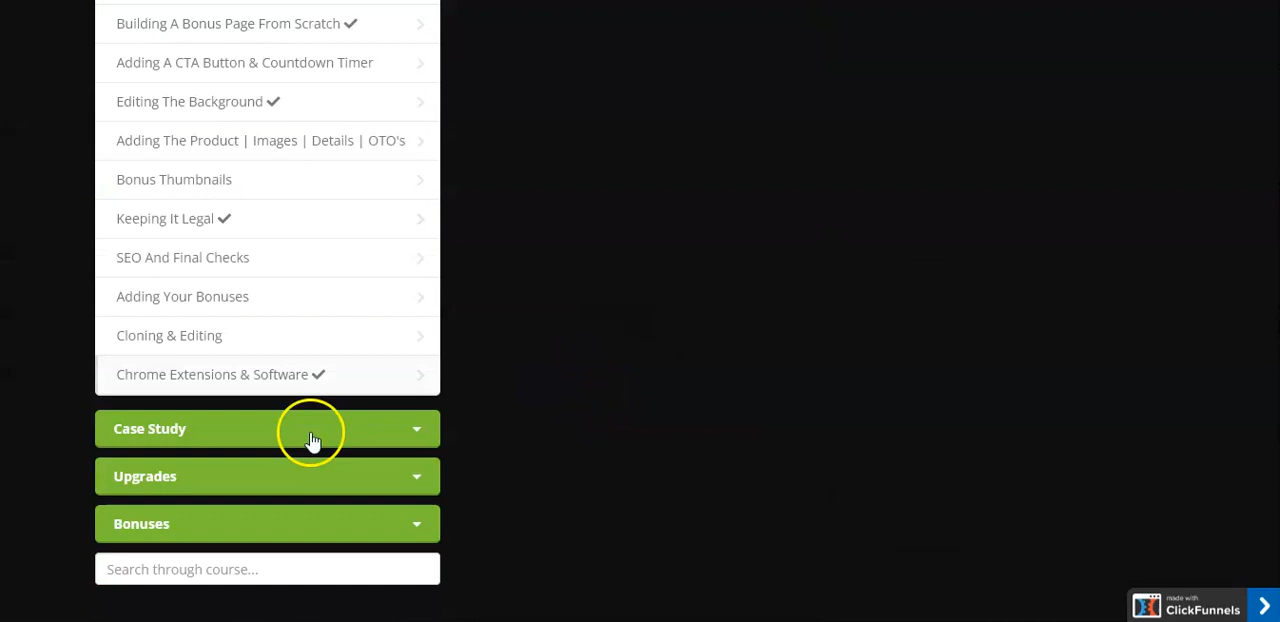 Building A Bonus Page From Scratch
Adding A CTA Button & Countdown Timer
Editing The Background
Adding The Product | Images | Details | OTO's
Bonus Thumbnails
Keeping It Legal
SEO And Final Checks
Adding Your Bonuses
Cloning & Editing
Chrome Extensions & Software
Case Study
Upgrades
Bonuses
Search through course...
made with
ClickFunnels